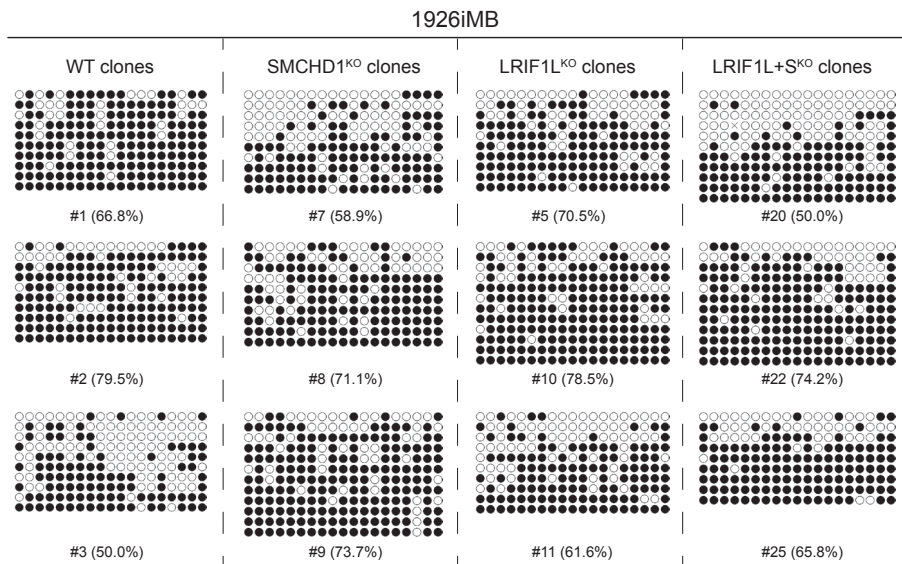 1926iMB
WT clones SMCHD1KO clones LRIF1LKO clones LRIF1L+SKO clones
#1 (66.8%) #7 (58.9%) #5 (70.5%) #20 (50.0%)
#2 (79.5%) #8 (71.1%) #10 (78.5%) #22 (74.2%)
#3 (50.0%) #9 (73.7%) #11 (61.6%) #25 (65.8%)